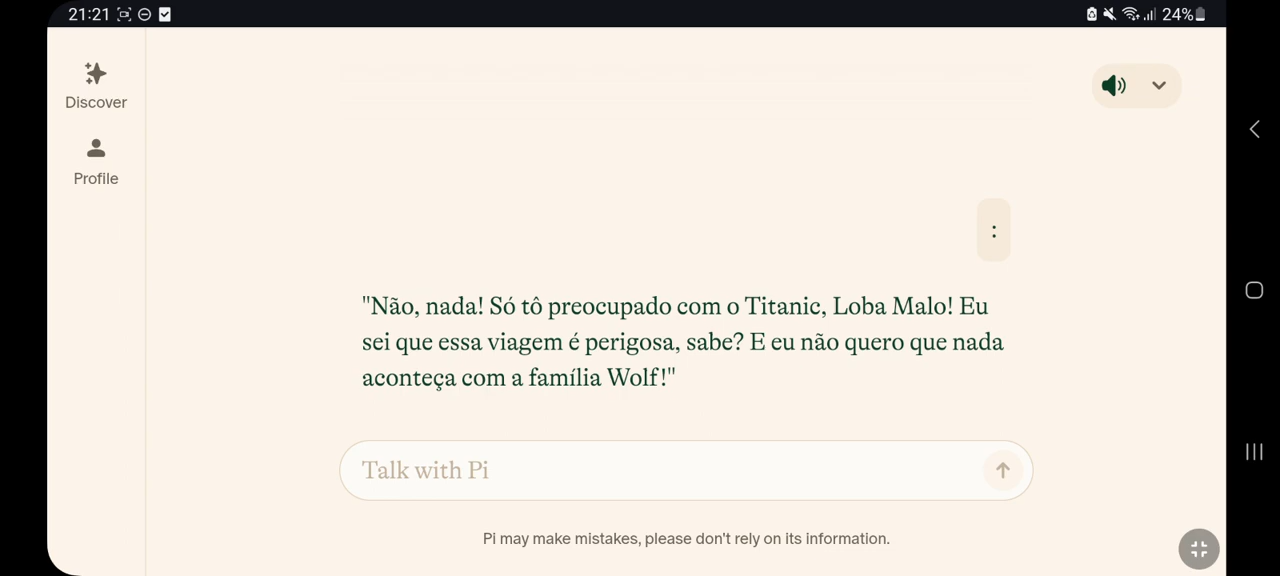 21:21
24%
Discover
Profile
:
"Não, nada! Só tô preocupado com o Titanic, Loba Malo! Eu
sei que essa viagem é perigosa, sabe? E eu não quero que nada
aconteça com a família Wolf!"
Talk with Pi
Pi may make mistakes, please don't rely on its information.